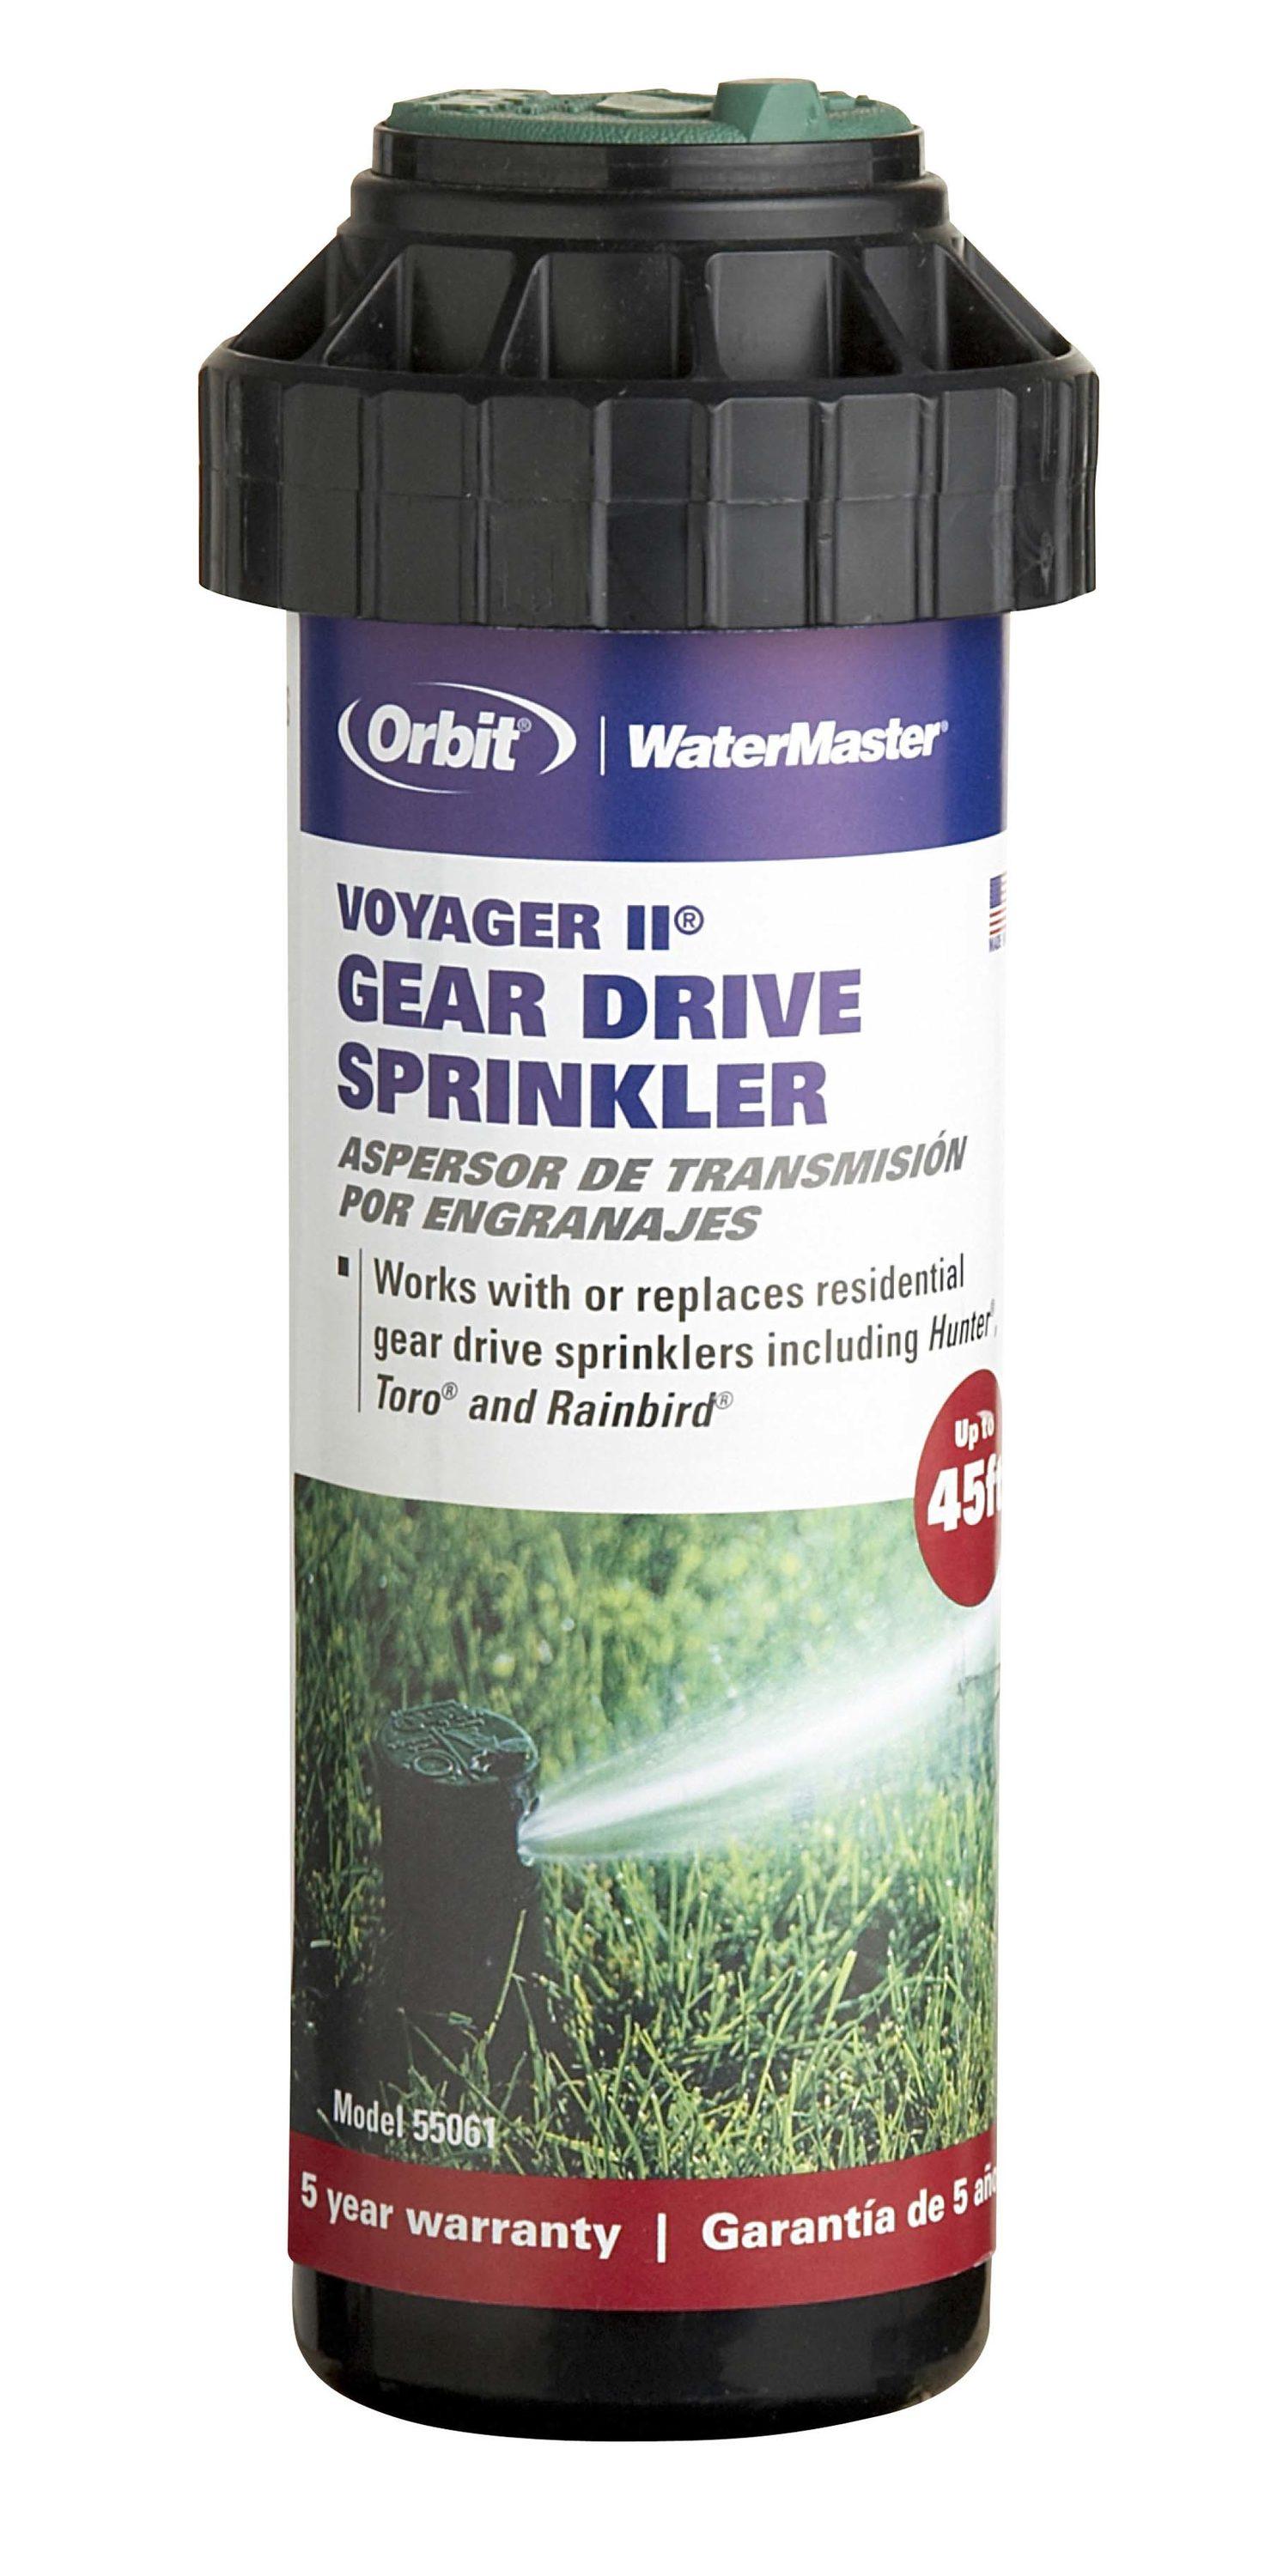 Orbit® | WaterMaster®
VOYAGER II®
GEAR DRIVE
SPRINKLER
ASPERSOR DE TRANSMISIÓN
POR ENGRANAJES
▪ Works with or replaces residential
gear drive sprinklers including Hunter®,
Toro® and Rainbird®
Up to
45ft
Model 55061
5 year warranty | Garantía de 5 año